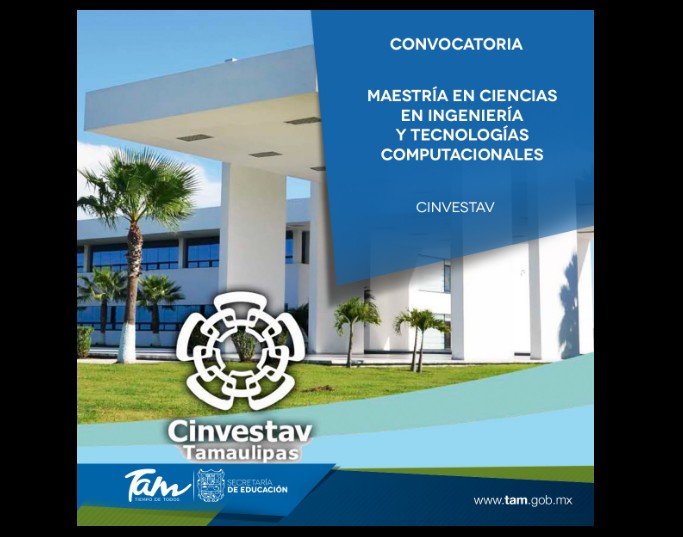 CONVOCATORIA
MAESTRÍA EN CIENCIAS
EN INGENIERÍA
Y TECNOLOGÍAS
COMPUTACIONALES
CINVESTAV
Cinvestav
Tamaulipas
Tam
TIEMPO DE TODOS
SECRETARÍA
DE EDUCACIÓN
www.tam.gob.mx